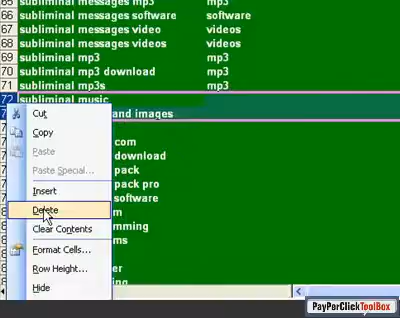 65 subliminal messages mp3 mp3
66 subliminal messages software software
67 subliminal messages video videos
68 subliminal messages videos videos
69 subliminal mp3 mp3
70 subliminal mp3 download mp3
71 subliminal mp3s mp3
72 subliminal music
7 and images
Cut
Copy
com
Paste
download
Paste Special...
pack
pack pro
Insert
software
Delete
m
mming
Clear Contents
ms
Format Cells...
Row Height...
er
ing
Hide
PayPerClickToolBox